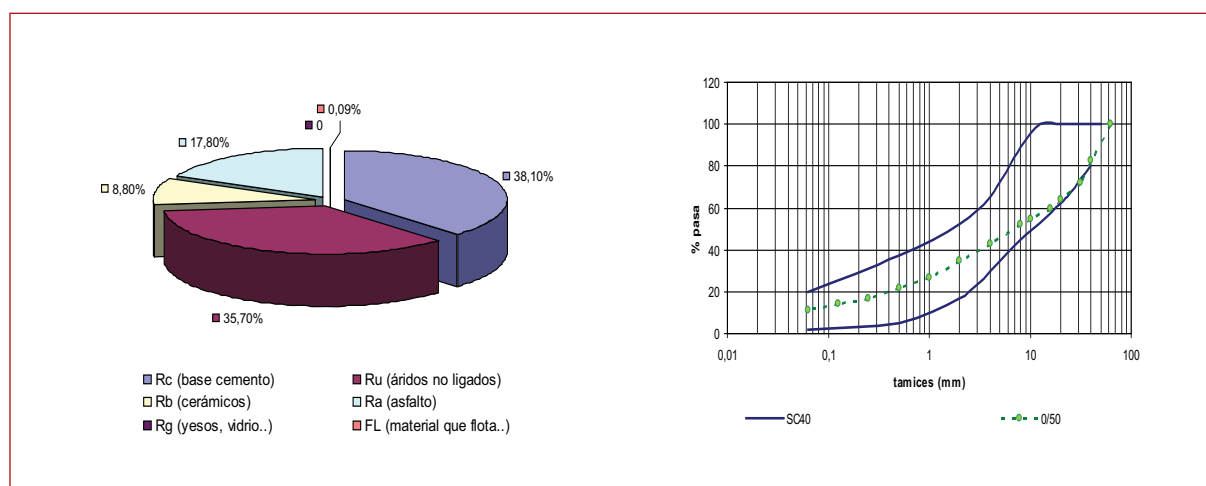 0,09%
0
17,80%
8,80%
38,10%
35,70%
Rc (base cemento)
Ru (áridos no ligados)
Rb (cerámicos)
Ra (asfalto)
Rg (yesos, vidrio..)
FL (material que flota..)
120
100
80
60
40
20
0
% pasa
0,01
0,1
1
10
100
tamices (mm)
SC40
0/50